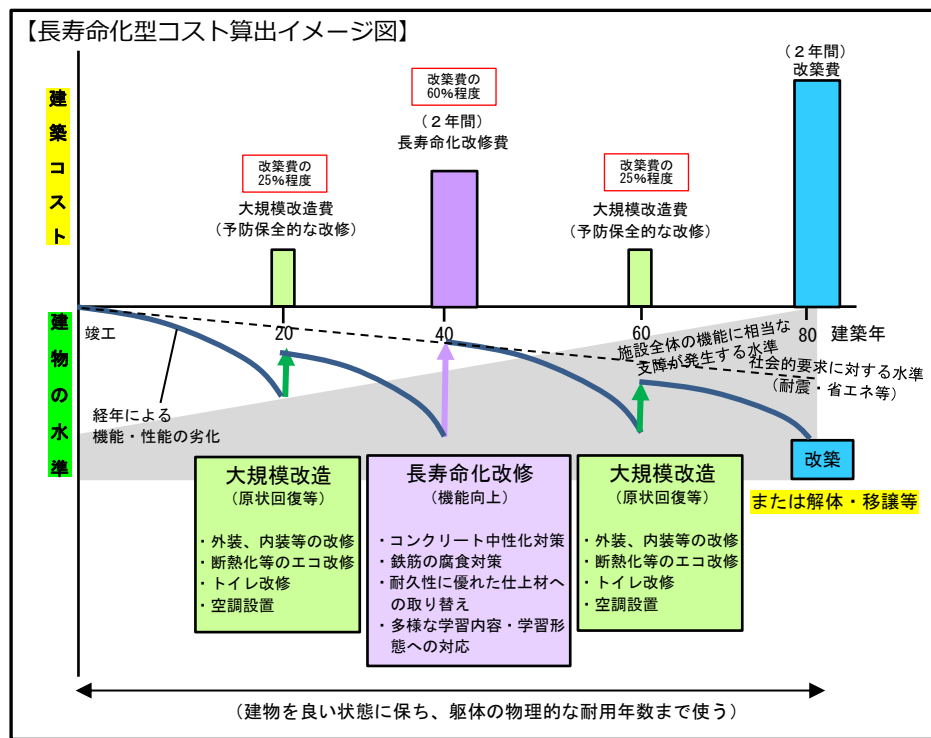 【長寿命化型コスト算出イメージ図】
建築コスト
改築費の
25%程度
大規模改造費
（予防保全的な改修）
改築費の
60%程度
（２年間）
長寿命化改修費
改築費の
25%程度
大規模改造費
（予防保全的な改修）
（２年間）
改築費
建物の水準
竣工
20
40
60
80
建築年
経年による
機能・性能の劣化
施設全体の機能に相当な
支障が発生する水準
社会的要求に対する水準
（耐震・省エネ等）
大規模改造
（原状回復等）
・外装、内装等の改修
・断熱化等のエコ改修
・トイレ改修
・空調設置
長寿命化改修
（機能向上）
・コンクリート中性化対策
・鉄筋の腐食対策
・耐久性に優れた仕上材へ
の取り替え
・多様な学習内容・学習形
態への対応
大規模改造
（原状回復等）
・外装、内装等の改修
・断熱化等のエコ改修
・トイレ改修
・空調設置
改築
または解体・移譲等
（建物を良い状態に保ち、躯体の物理的な耐用年数まで使う）